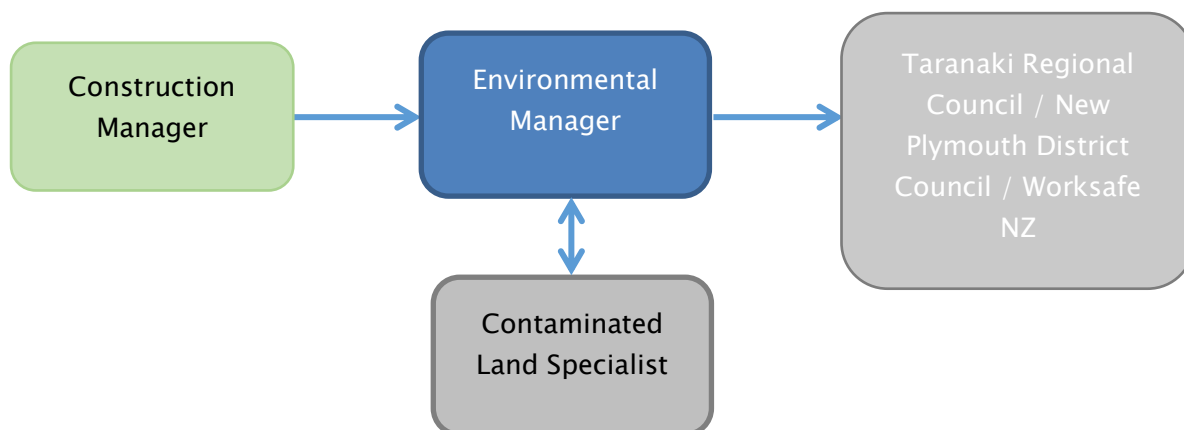 Construction
Manager
Environmental
Manager
Taranaki Regional
Council / New
Plymouth District
Council / Worksafe
NZ
Contaminated
Land Specialist